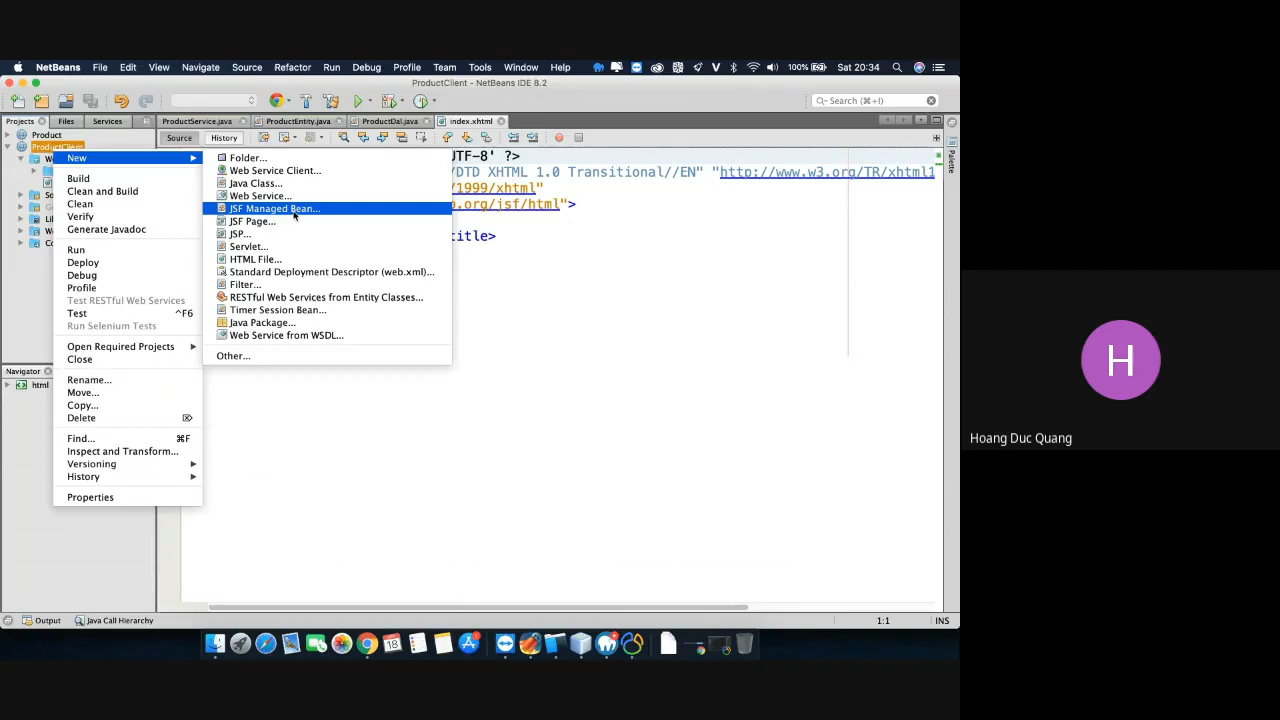 NetBeans File Edit View Navigate Source Refactor Run Debug Profile Team Tools Window Help 100% Sat 20:34
ProductClient - NetBeans IDE 8.2
Search (⌘+I)
Projects Files Services
ProductService.java ProductEntity.java ProductDal.java index.xhtml
Source History
Product
ProductClient
New
Build
Clean and Build
Clean
Verify
Generate Javadoc
Run
Deploy
Debug
Profile
Test RESTful Web Services
Test ^F6
Run Selenium Tests
Open Required Projects
Close
Rename...
Move...
Copy...
Delete
Find... ⌘F
Inspect and Transform...
Versioning
History
Properties
Folder...
Web Service Client...
Java Class...
Web Service...
JSF Managed Bean...
JSF Page...
JSP...
Servlet...
HTML File...
Standard Deployment Descriptor (web.xml)...
Filter...
RESTful Web Services from Entity Classes...
Timer Session Bean...
Java Package...
Web Service from WSDL...
Other...
UTF-8' ?>
/DTD XHTML 1.0 Transitional//EN" "http://www.w3.org/TR/xhtml1
/1999/xhtml"
.org/jsf/html">
title>
Palette
Navigator
html
Output Java Call Hierarchy
1:1 INS
18
H
Hoang Duc Quang